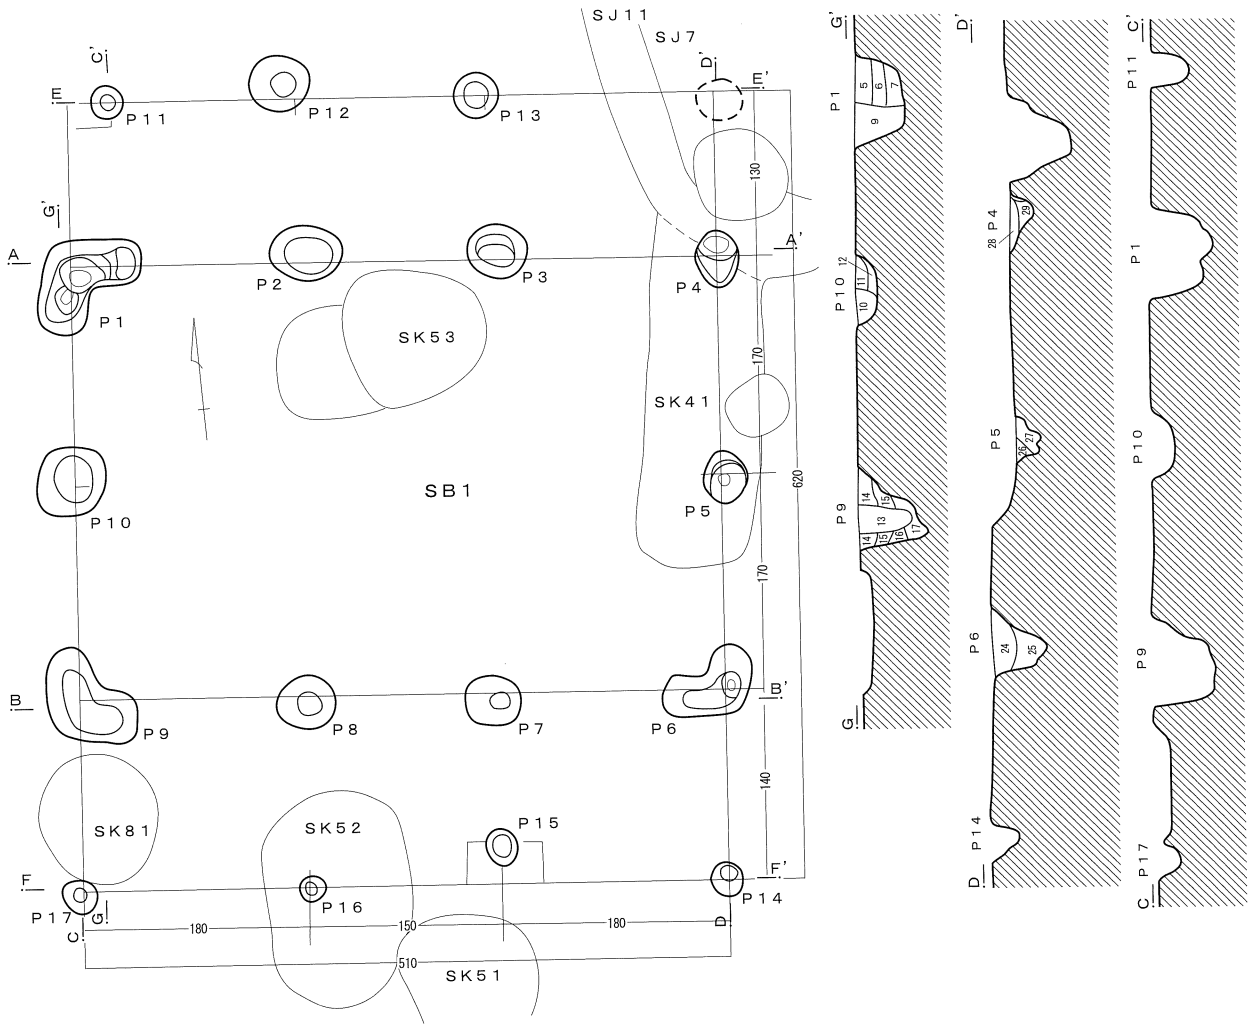 SJ11
SJ7
C'
D'
E
E'
P11
P12
P13
130
G'
A
A'
P1
P2
P3
P4
SK53
170
SK41
SB1
P10
P5
620
170
B
B'
P9
P8
P7
P6
140
SK81
SK52
P15
F
F'
P17
G
P16
P14
C
D
180
150
180
510
SK51
G'
P1
5
6
7
9
P10
12
11
10
P9
14
15
13
14
15
16
17
G
D'
P4
29
28
P5
27
26
P6
24
25
P14
D
C'
P11
P1
P10
P9
P17
C